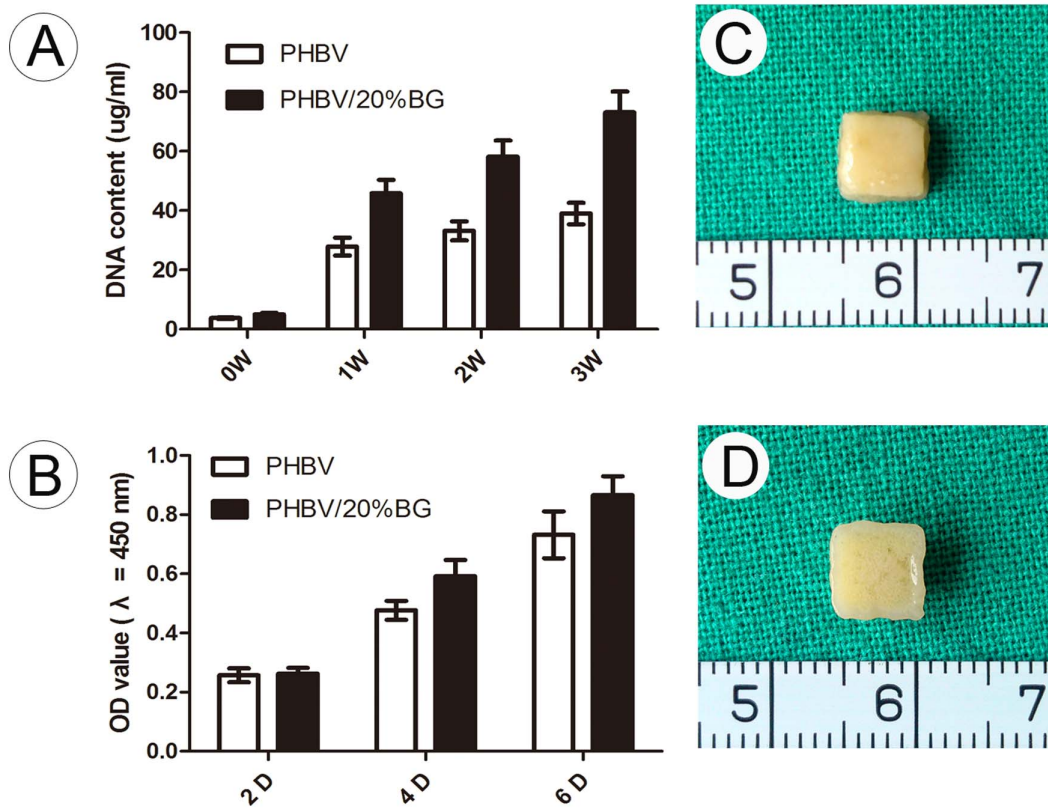 A
DNA content (ug/ml)
100
80
60
40
20
0
PHBV
PHBV/20%BG
0W
1W
2W
3W
C
5 6 7
B
OD value ( λ = 450 nm)
1.0
0.8
0.6
0.4
0.2
0.0
PHBV
PHBV/20%BG
2 D
4 D
6 D
D
5 6 7